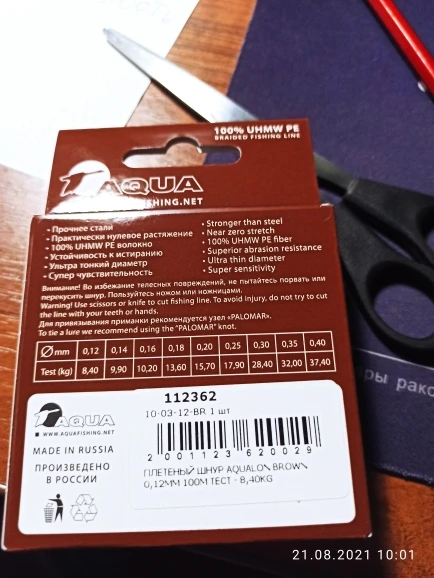 100% UHMW PE
BRAIDED FISHING LINE
AQUA
FISHING.NET
• Прочнее стали
• Практически нулевое растяжение
• 100% UHMW PE волокно
• Устойчивость к истиранию
• Ультра тонкий диаметр
• Супер чувствительность
• Stronger than steel
• Near zero stretch
• 100% UHMW PE fiber
• Superior abrasion resistance
• Ultra thin diameter
• Super sensitivity
Внимание! Во избежание телесных повреждений, не пытайтесь порвать или
перекусить шнур. Пользуйтесь ножом или ножницами.
Warning! Use scissors or knife to cut fishing line. To avoid injury, do not try to cut
the line with your teeth or hands.
Для привязывания приманки рекомендуется узел «PALOMAR».
To tie a lure we recommend using the "PALOMAR" knot.
Ø mm 0,12 0,14 0,16 0,18 0,20 0,25 0,30 0,35 0,40
Test (kg) 8,40 9,90 10,20 13,60 15,70 17,90 28,40 32,00 37,40
AQUA
WWW.AQUAFISHING.NET
MADE IN RUSSIA
ПРОИЗВЕДЕНО
В РОССИИ
112362
10-03-12-BR 1 шт
2 001123 620029
ПЛЕТЕНЫЙ ШНУР AQUALON BROWN
0,12ММ 100М ТЕСТ - 8,40KG
ры рако
21.08.2021 10:01